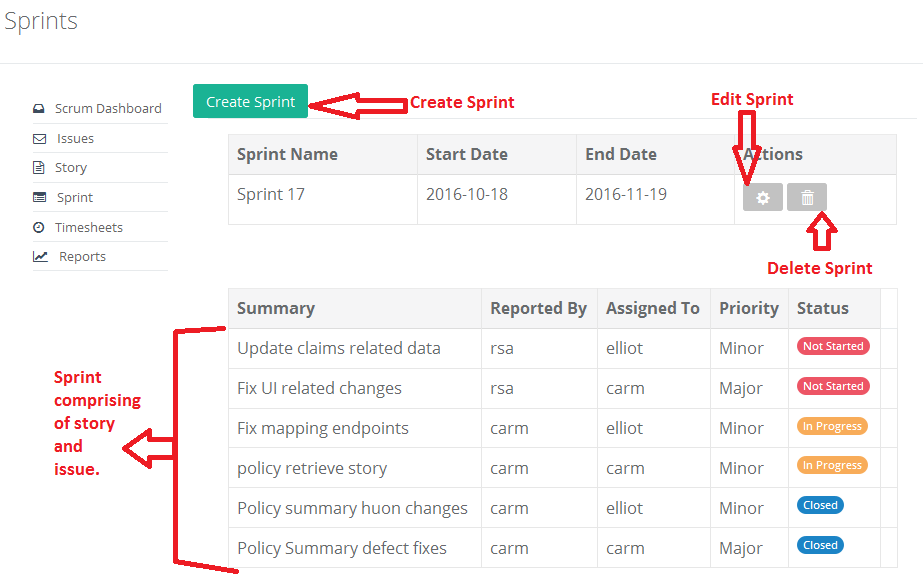 Sprints
Scrum Dashboard
Issues
Story
Sprint
Timesheets
Reports
Create Sprint
Create Sprint
Edit Sprint
Sprint Name Start Date End Date Actions
Sprint 17 2016-10-18 2016-11-19
Delete Sprint
Summary Reported By Assigned To Priority Status
Update claims related data rsa elliot Minor Not Started
Fix UI related changes rsa carm Major Not Started
Fix mapping endpoints carm elliot Minor In Progress
policy retrieve story carm carm Minor In Progress
Policy summary huon changes carm elliot Minor Closed
Policy Summary defect fixes carm carm Major Closed
Sprint
comprising
of story
and
issue.